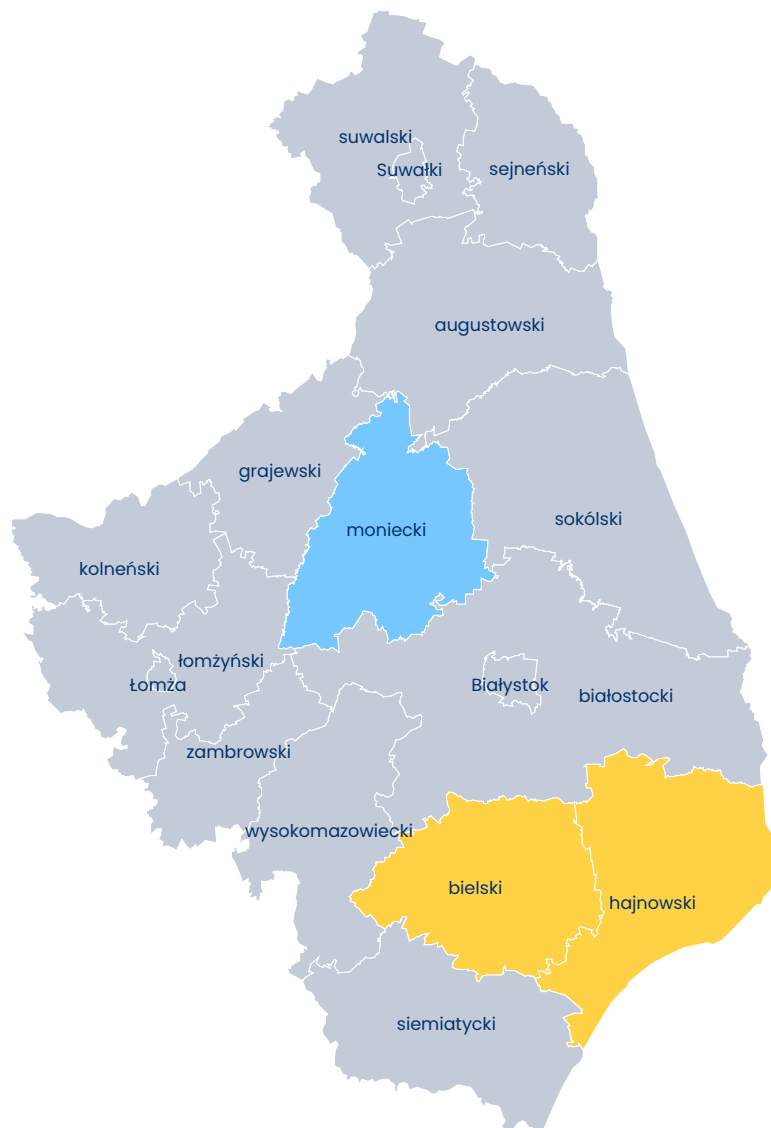 suwalski
Suwałki
sejneński
augustowski
grajewski
moniecki
sokólski
kolneński
łomżyński
Łomża
Białystok
białostocki
zambrowski
wysokomazowiecki
bielski
hajnowski
siemiatycki